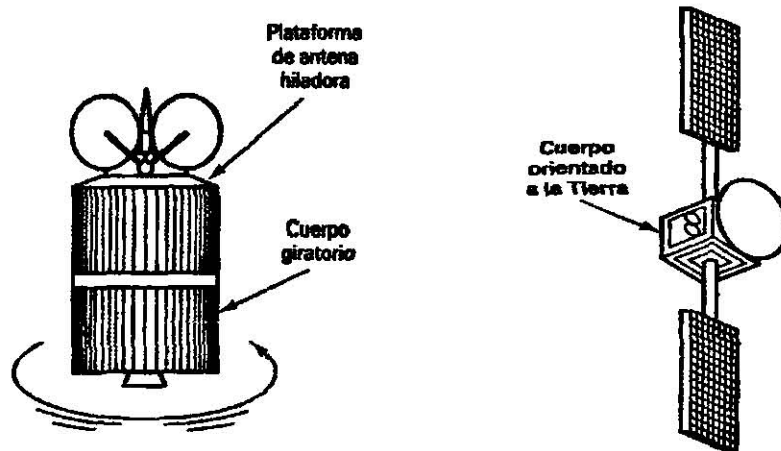 Plataforma
de antena
hiladora
Cuerpo
giratorio
Cuerpo
orientado
a la Tierra